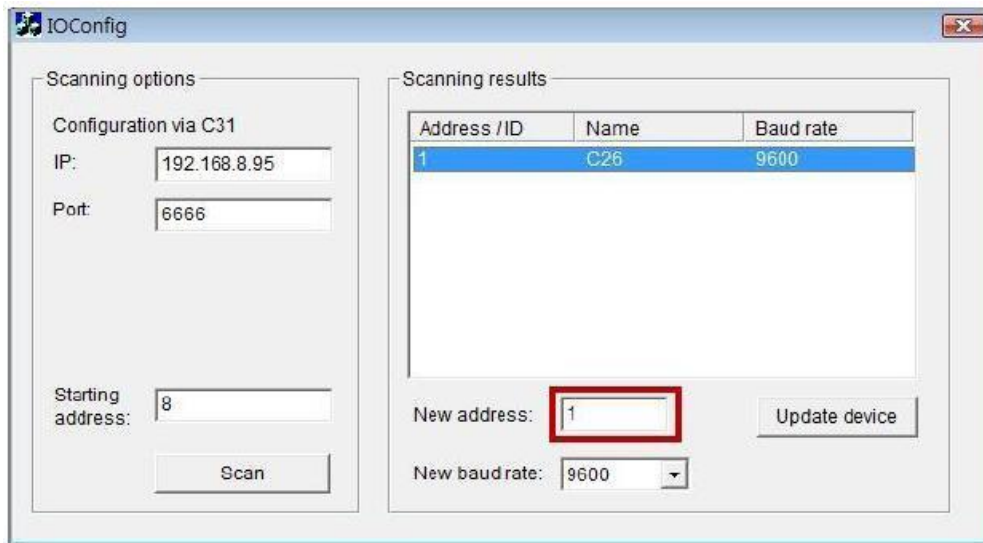 IOConfig
Scanning options
Configuration via C31
IP: 192.168.8.95
Port: 6666
Starting address: 8
Scan
Scanning results
Address / ID Name Baud rate
1 C26 9600
New address: 1
Update device
New baud rate: 9600